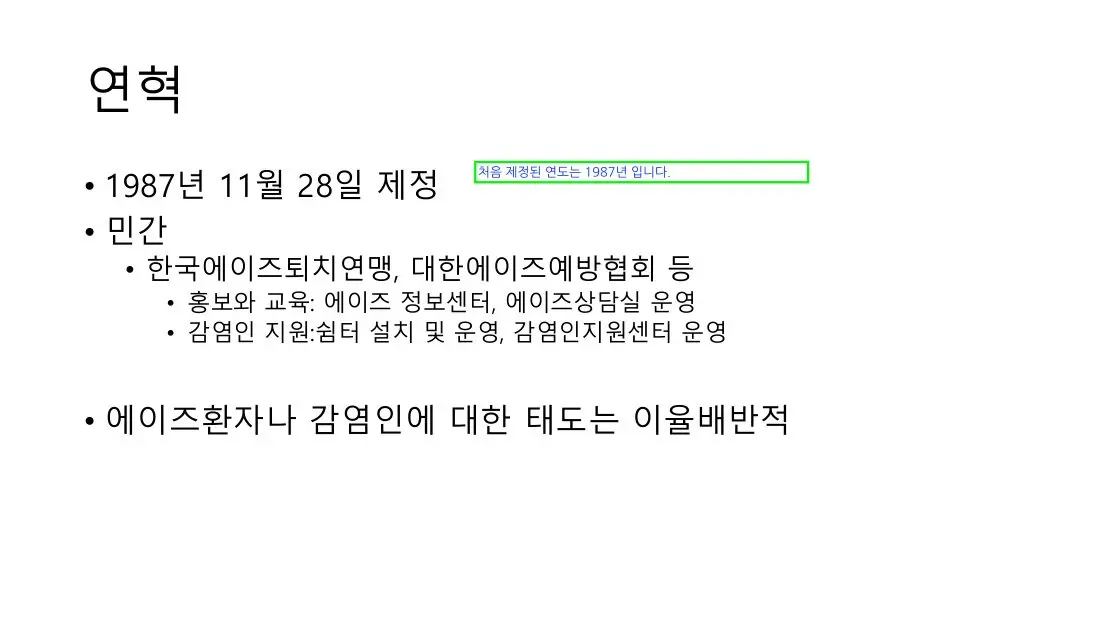 연혁
• 1987년 11월 28일 제정
처음 제정된 연도는 1987년 입니다.
• 민간
• 한국에이즈퇴치연맹, 대한에이즈예방협회 등
• 홍보와 교육: 에이즈 정보센터, 에이즈상담실 운영
• 감염인 지원:쉼터 설치 및 운영, 감염인지원센터 운영
• 에이즈환자나 감염인에 대한 태도는 이율배반적